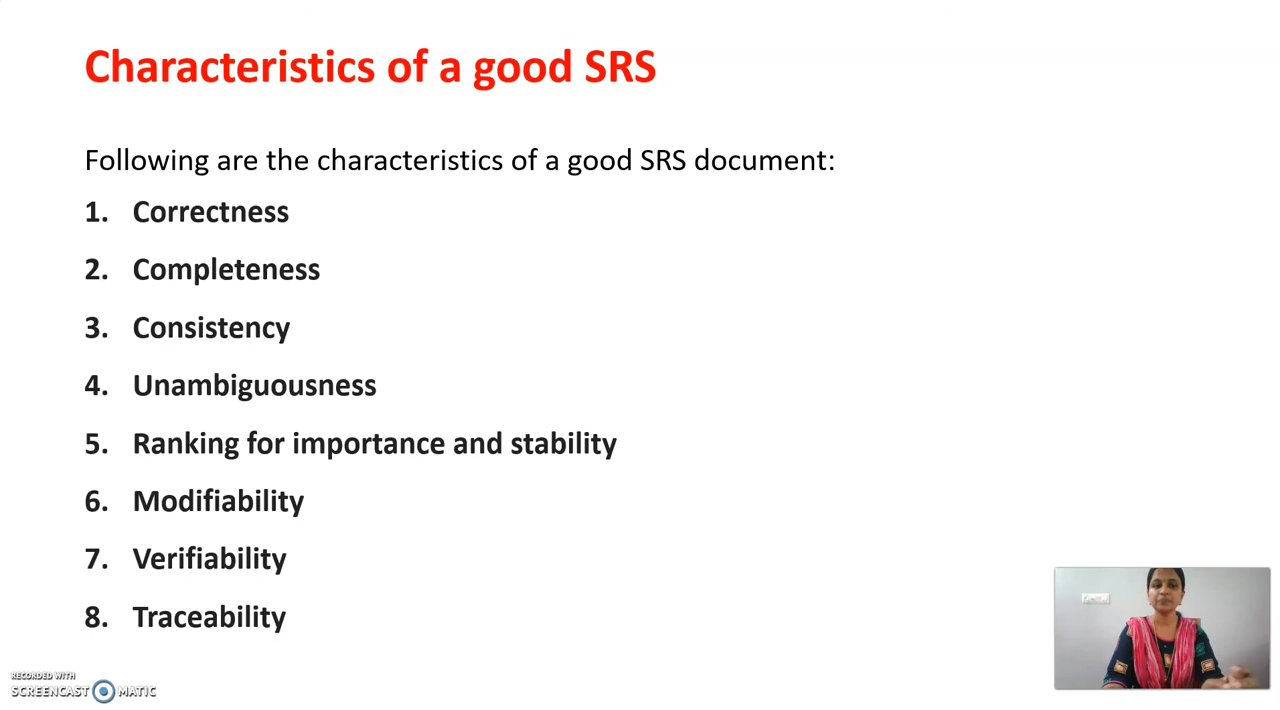 Characteristics of a good SRS
Following are the characteristics of a good SRS document:
1. Correctness
2. Completeness
3. Consistency
4. Unambiguousness
5. Ranking for importance and stability
6. Modifiability
7. Verifiability
8. Traceability
RECORDED WITH
SCREENCAST MATIC